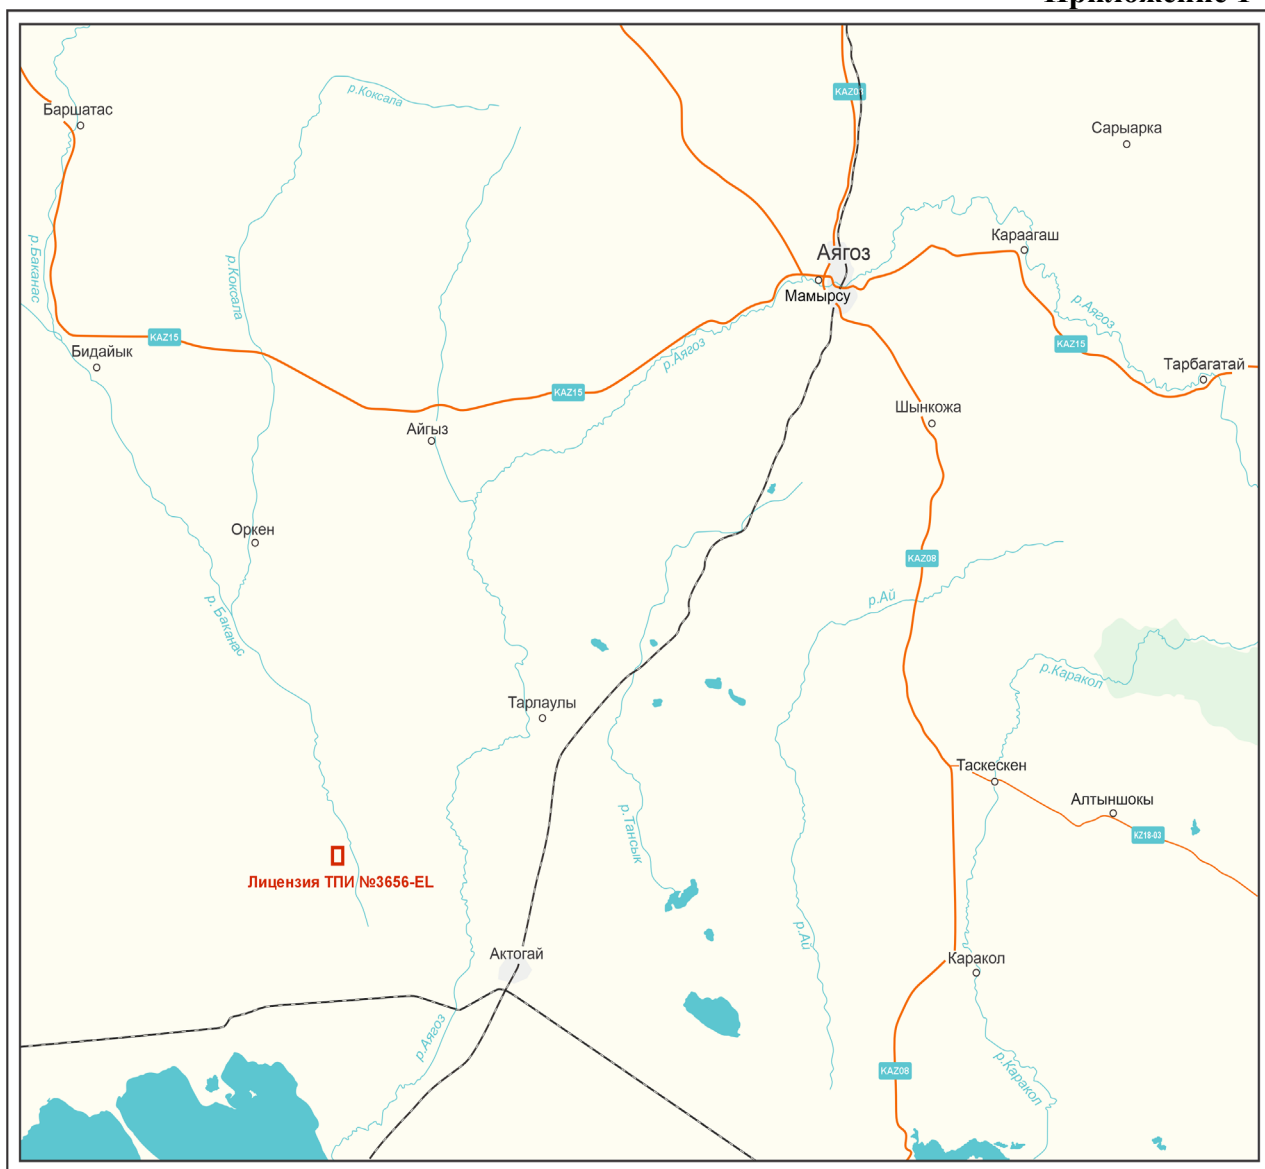 Приложение 1
р.Коксала
KAZ03
Баршатас
Сарыарка
Караагаш
р.Баканас
р.Коксала
Аягоз
Мамырсу
р.Аягоз
KAZ15
KAZ15
Бидайык
р.Аягоз
Тарбагатай
KAZ15
Шынкожа
Айгыз
Оркен
KAZ08
р.Ай
р.Баканас
р.Каракол
Тарлаулы
Таскескен
Алтыншокы
р.Тансык
KZ18-03
Лицензия ТПИ №3656-EL
р.Ай
Актогай
Каракол
р.Аягоз
KAZ08
р.Каракол